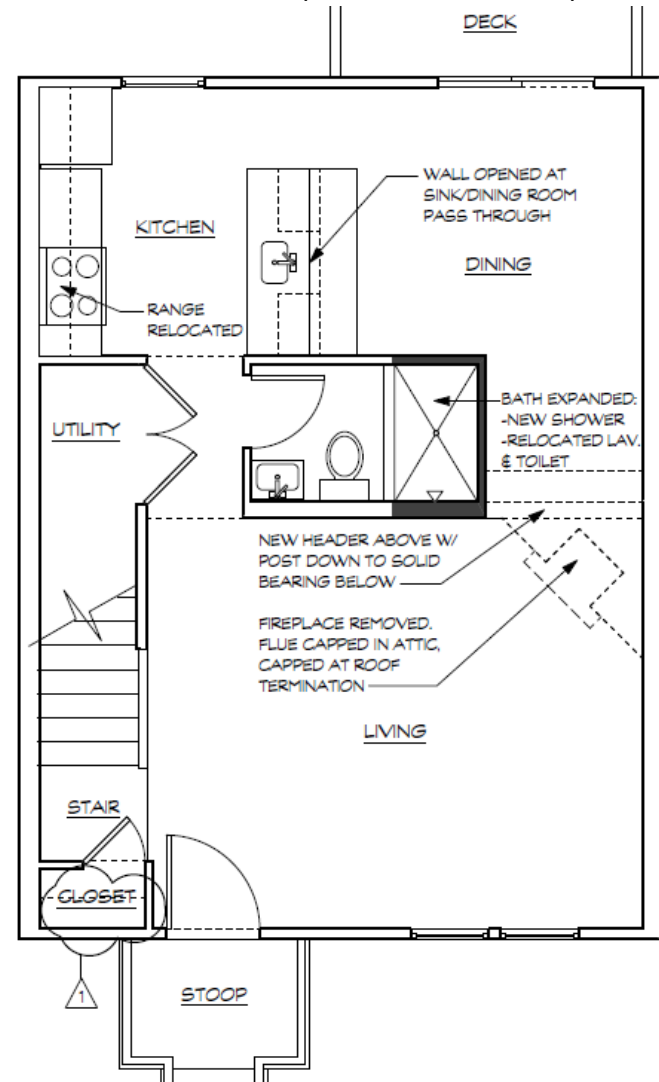 DECK
WALL OPENED AT
SINK/DINING ROOM
PASS THROUGH
KITCHEN
DINING
RANGE
RELOCATED
UTILITY
BATH EXPANDED:
-NEW SHOWER
-RELOCATED LAV.
& TOILET
NEW HEADER ABOVE W/
POST DOWN TO SOLID
BEARING BELOW
FIREPLACE REMOVED.
FLUE CAPPED IN ATTIC,
CAPPED AT ROOF
TERMINATION
LIVING
STAIR
CLOSET
1
STOOP